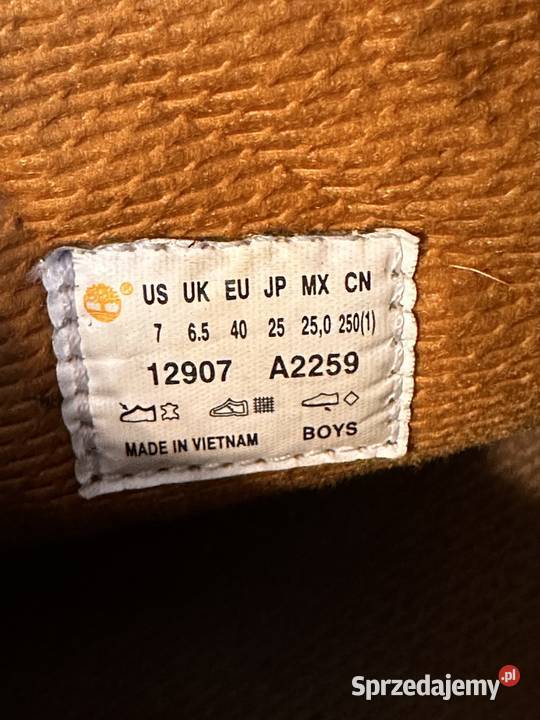 ® US UK EU JP MX CN
7 6.5 40 25 25,0 250(1)
12907 A2259
MADE IN VIETNAM BOYS
Sprzedajemy.pl